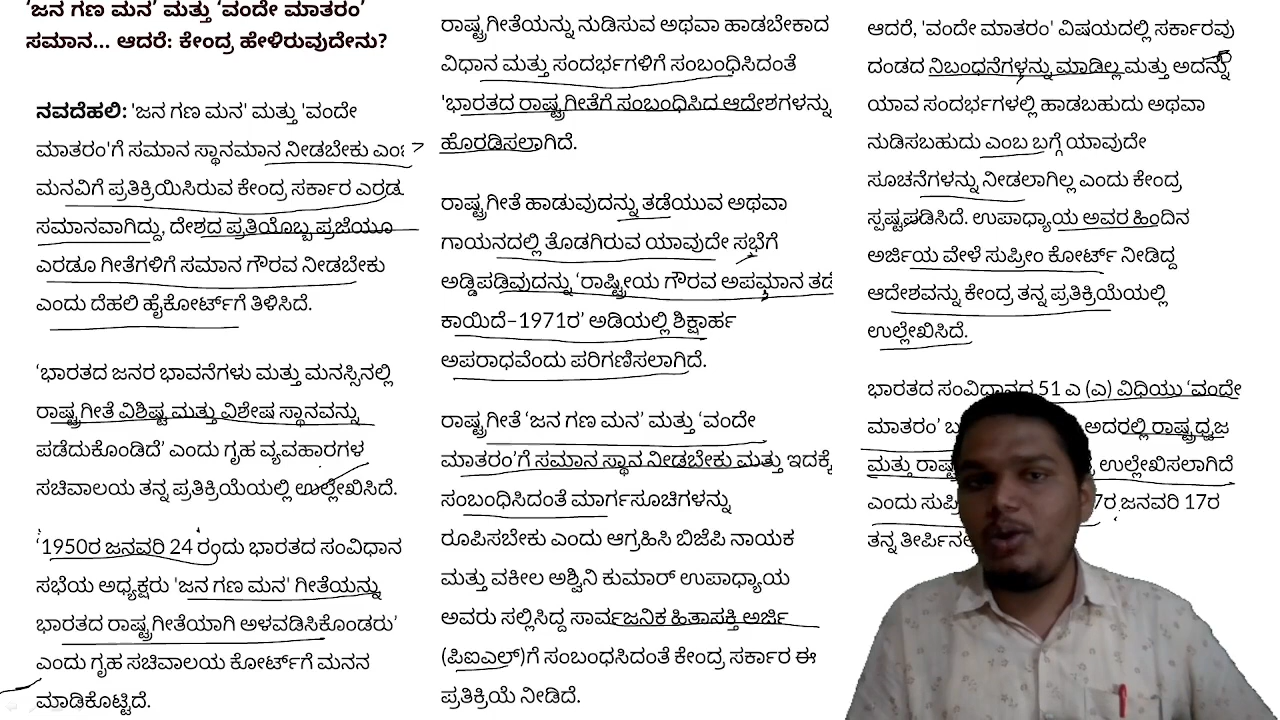 'ಜನ ಗಣ ಮನ' ಮತ್ತು 'ವಂದೇ ಮಾತರಂ'
ಸಮಾನ... ಆದರೆ: ಕೇಂದ್ರ ಹೇಳಿರುವುದೇನು?
ನವದೆಹಲಿ: 'ಜನ ಗಣ ಮನ' ಮತ್ತು 'ವಂದೇ
ಮಾತರಂ'ಗೆ ಸಮಾನ ಸ್ಥಾನಮಾನ ನೀಡಬೇಕು
ಮನವಿಗೆ ಪ್ರತಿಕ್ರಿಯಿಸಿರುವ ಕೇಂದ್ರ ಸರ್ಕಾರ
ಸಮಾನವಾಗಿದ್ದು, ದೇಶದ ಪ್ರತಿಯೊಬ್ಬ ಪ್ರಜೆಯೂ
ಎರಡೂ ಗೀತೆಗಳಿಗೆ ಸಮಾನ ಗೌರವ ನೀಡಬೇಕು
ಎಂದು ದೆಹಲಿ ಹೈಕೋರ್ಟ್‌ಗೆ ತಿಳಿಸಿದೆ.
'ಭಾರತದ ಜನರ ಭಾವನೆಗಳು ಮತ್ತು ಮನಸ್ಸಿನಲ್ಲಿ
ರಾಷ್ಟ್ರಗೀತೆ ವಿಶಿಷ್ಟ ಮತ್ತು ವಿಶೇಷ ಸ್ಥಾನವನ್ನು
ಪಡೆದುಕೊಂಡಿದೆ' ಎಂದು ಗೃಹ ವ್ಯವಹಾರಗಳ
ಸಚಿವಾಲಯ ತನ್ನ ಪ್ರತಿಕ್ರಿಯೆಯಲ್ಲಿ ಉಲ್ಲೇಖಿಸಿದೆ.
'1950ರ ಜನವರಿ 24 ರಂದು ಭಾರತದ ಸಂವಿಧಾನ
ಸಭೆಯ ಅಧ್ಯಕ್ಷರು 'ಜನ ಗಣ ಮನ' ಗೀತೆಯನ್ನು
ಭಾರತದ ರಾಷ್ಟ್ರಗೀತೆಯಾಗಿ ಅಳವಡಿಸಿಕೊಂಡರು'
ಎಂದು ಗೃಹ ಸಚಿವಾಲಯ ಕೋರ್ಟ್‌ಗೆ ಮನನ
ಮಾಡಿಕೊಟ್ಟಿದೆ.
ರಾಷ್ಟ್ರಗೀತೆಯನ್ನು ನುಡಿಸುವ ಅಥವಾ ಹಾಡಬೇಕಾದ
ವಿಧಾನ ಮತ್ತು ಸಂದರ್ಭಗಳಿಗೆ ಸಂಬಂಧಿಸಿದಂತೆ
'ಭಾರತದ ರಾಷ್ಟ್ರಗೀತೆಗೆ ಸಂಬಂಧಿಸಿದ ಆದೇಶಗಳನ್ನು
ಹೊರಡಿಸಲಾಗಿದೆ.
ರಾಷ್ಟ್ರಗೀತೆ ಹಾಡುವುದನ್ನು ತಡೆಯುವ ಅಥವಾ
ಗಾಯನದಲ್ಲಿ ತೊಡಗಿರುವ ಯಾವುದೇ ಸಭೆಗೆ
ಅಡ್ಡಿಪಡಿವುದನ್ನು 'ರಾಷ್ಟ್ರೀಯ ಗೌರವ ಅಪಮಾನ
ಕಾಯಿದೆ–1971ರ' ಅಡಿಯಲ್ಲಿ ಶಿಕ್ಷಾರ್ಹ
ಅಪರಾಧವೆಂದು ಪರಿಗಣಿಸಲಾಗಿದೆ.
ರಾಷ್ಟ್ರಗೀತೆ 'ಜನ ಗಣ ಮನ' ಮತ್ತು 'ವಂದೇ
ಮಾತರಂ'ಗೆ ಸಮಾನ ಸ್ಥಾನ ನೀಡಬೇಕು ಮತ್ತು ಇದಕ್ಕೆ
ಸಂಬಂಧಿಸಿದಂತೆ ಮಾರ್ಗಸೂಚಿಗಳನ್ನು
ರೂಪಿಸಬೇಕು ಎಂದು ಆಗ್ರಹಿಸಿ ಬಿಜೆಪಿ ನಾಯಕ
ಮತ್ತು ವಕೀಲ ಅಶ್ವಿನಿ ಕುಮಾರ್ ಉಪಾಧ್ಯಾಯ
ಅವರು ಸಲ್ಲಿಸಿದ್ದ ಸಾರ್ವಜನಿಕ ಹಿತಾಸಕ್ತಿ ಅರ್ಜಿ
(ಪಿಐಎಲ್)ಗೆ ಸಂಬಂಧಸಿದಂತೆ ಕೇಂದ್ರ ಸರ್ಕಾರ ಈ
ಪ್ರತಿಕ್ರಿಯೆ ನೀಡಿದೆ.
ಆದರೆ, 'ವಂದೇ ಮಾತರಂ' ವಿಷಯದಲ್ಲಿ ಸರ್ಕಾರವು
ದಂಡದ ನಿಬಂಧನೆಗಳನ್ನು ಮಾಡಿಲ್ಲ ಮತ್ತು ಅದನ್ನು
ಯಾವ ಸಂದರ್ಭಗಳಲ್ಲಿ ಹಾಡಬಹುದು ಅಥವಾ
ನುಡಿಸಬಹುದು ಎಂಬ ಬಗ್ಗೆ ಯಾವುದೇ
ಸೂಚನೆಗಳನ್ನು ನೀಡಲಾಗಿಲ್ಲ ಎಂದು ಕೇಂದ್ರ
ಸ್ಪಷ್ಟಪಡಿಸಿದೆ. ಉಪಾಧ್ಯಾಯ ಅವರ ಹಿಂದಿನ
ಅರ್ಜಿಯ ವೇಳೆ ಸುಪ್ರೀಂ ಕೋರ್ಟ್ ನೀಡಿದ್ದ
ಆದೇಶವನ್ನು ಕೇಂದ್ರ ತನ್ನ ಪ್ರತಿಕ್ರಿಯೆಯಲ್ಲಿ
ಉಲ್ಲೇಖಿಸಿದೆ.
ಭಾರತದ ಸಂವಿಧಾನದ 51 ಎ (ಎ) ವಿಧಿಯು 'ವಂದೇ
ಮಾತರಂ' ಅದರಲ್ಲಿ ರಾಷ್ಟ್ರಧ್ವಜ
ಮತ್ತು ಉಲ್ಲೇಖಿಸಲಾಗಿದೆ
ಎಂದು ಜನವರಿ 17ರ
ತನ್ನ